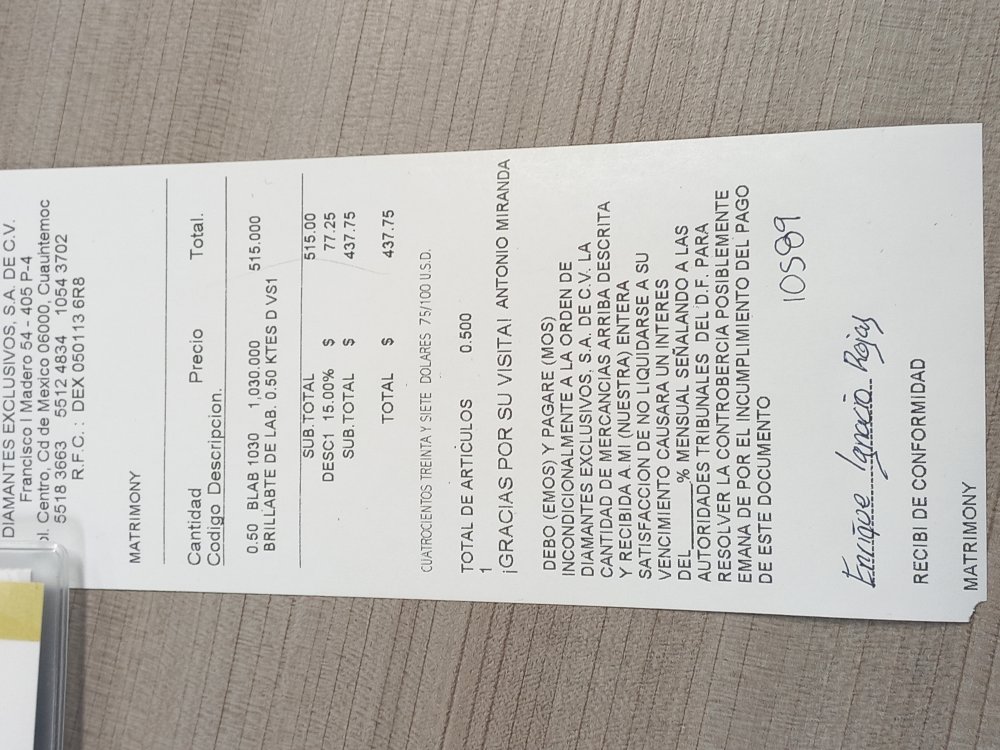 DIAMANTES EXCLUSIVOS, S.A. DE C.V.
Francisco I Madero 54 - 405 P-4
ol. Centro, Crd de Mexico 06000, Cuauhtemoc
5518 3663 5512 4834 1054 3702
R.F.C. : DEX 050113 6R8
MATRIMONY
Cantidad Precio Total.
Codigo Descripcion.
0.50 BLAB 1030 1,030.000 515.000
BRILLABTE DE LAB. 0.50 KTES D VS1
SUB.TOTAL 515.00
DESC1 15.00% $ 77.25
SUB.TOTAL $ 437.75
TOTAL $ 437.75
CUATROCIENTOS TREINTA Y SIETE DOLARES 75/100 U.S.D.
TOTAL DE ARTICULOS 0.500
1
¡GRACIAS POR SU VISITA! ANTONIO MIRANDA
DEBO (EMOS) Y PAGARE (MOS)
INCONDICIONALMENTE A LA ORDEN DE
DIAMANTES EXCLUSIVOS, S.A. DE C.V. LA
CANTIDAD DE MERCANCIAS ARRIBA DESCRITA
Y RECIBIDA A MI (NUESTRA) ENTERA
SATISFACCION DE NO LIQUIDARSE A SU
VENCIMIENTO CAUSARA UN INTERES
DEL____% MENSUAL SEÑALANDO A LAS
AUTORIDADES TRIBUNALES DEL D.F. PARA
RESOLVER LA CONTROBERCIA POSIBLEMENTE
EMANA DE POR EL INCUMPLIMIENTO DEL PAGO
DE ESTE DOCUMENTO
10589
Enrique Ignacio Rojas
RECIBI DE CONFORMIDAD
MATRIMONY